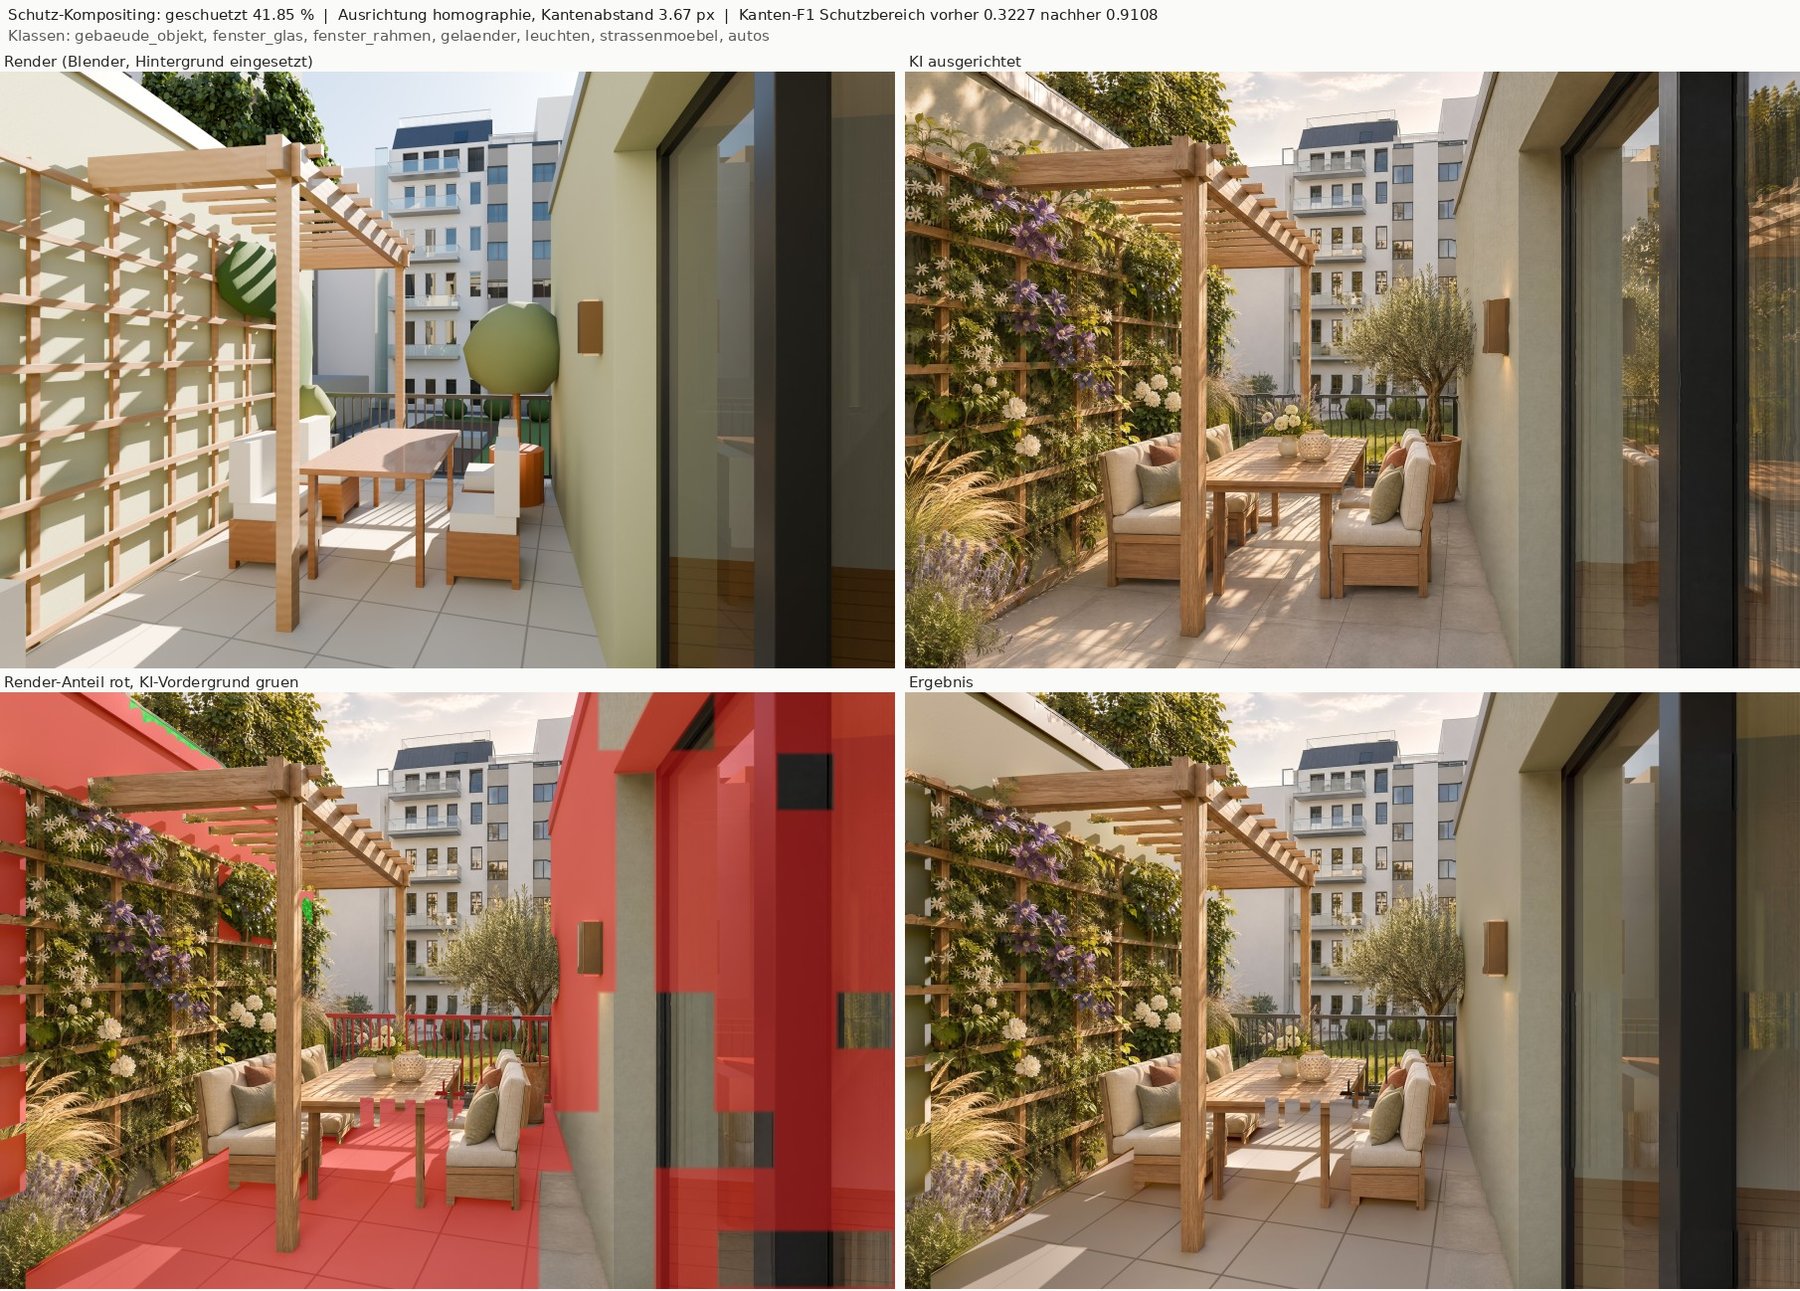 Schutz-Kompositing: geschuetzt 41.85 % | Ausrichtung homographie, Kantenabstand 3.67 px | Kanten-F1 Schutzbereich vorher 0.3227 nachher 0.9108
Klassen: gebaeude_objekt, fenster_glas, fenster_rahmen, gelaender, leuchten, strassenmoebel, autos
Render (Blender, Hintergrund eingesetzt)
KI ausgerichtet
Render-Anteil rot, KI-Vordergrund gruen
Ergebnis